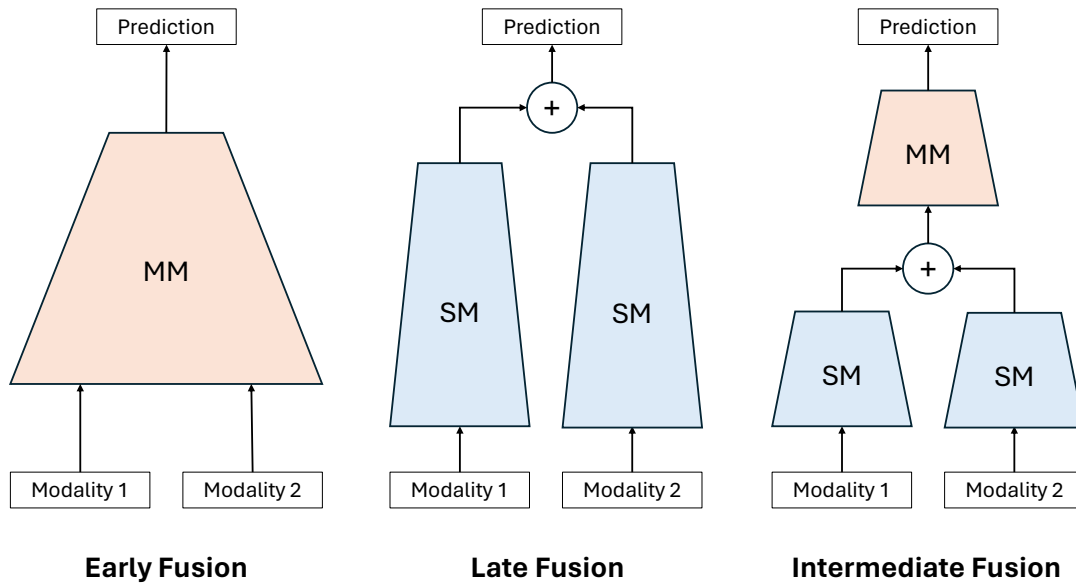 Prediction
MM
Modality 1
Modality 2
Early Fusion
Prediction
+
SM
SM
Modality 1
Modality 2
Late Fusion
Prediction
MM
+
SM
SM
Modality 1
Modality 2
Intermediate Fusion